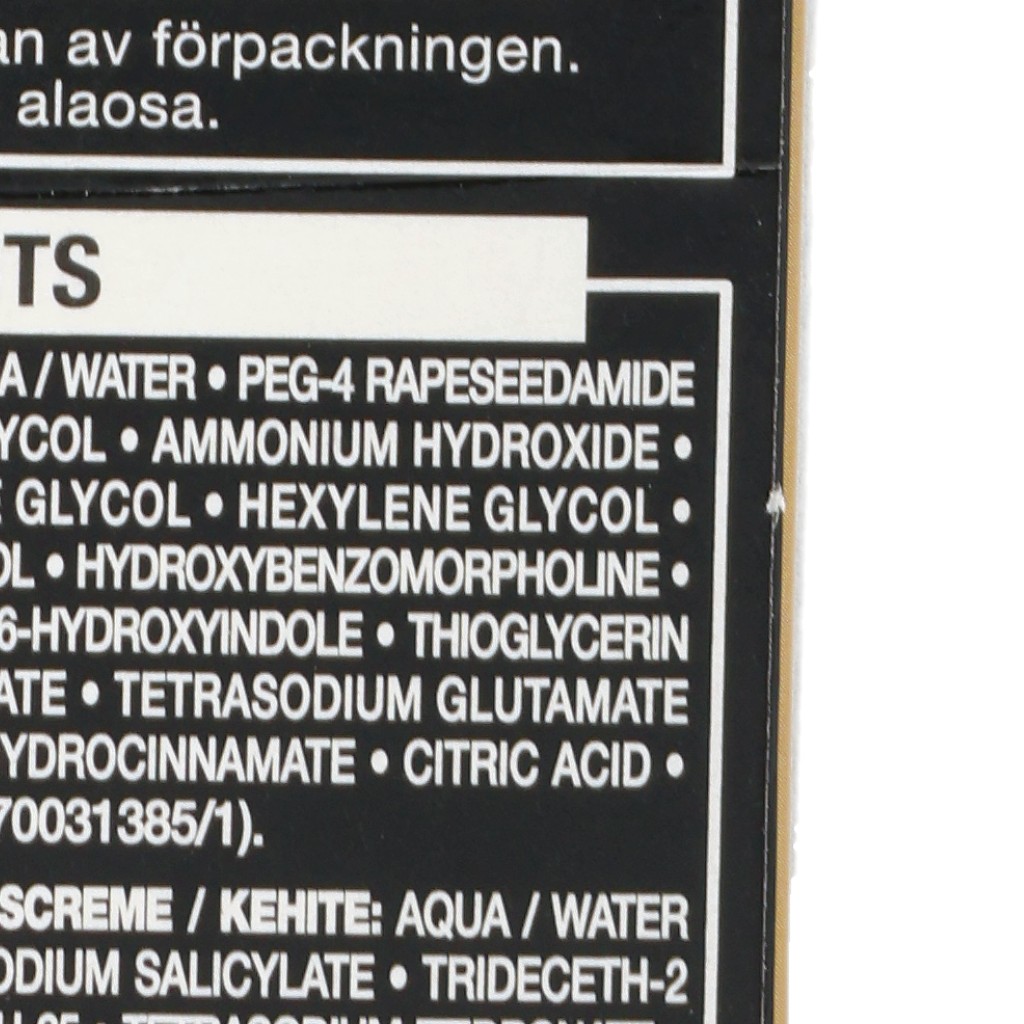 av förpackningen.
alaosa.
TS
A / WATER • PEG-4 RAPESEEDAMIDE
YCOL • AMMONIUM HYDROXIDE •
GLYCOL • HEXYLENE GLYCOL •
OL • HYDROXYBENZOMORPHOLINE •
6-HYDROXYINDOLE • THIOGLYCERIN
ATE • TETRASODIUM GLUTAMATE
YDROCINNAMATE • CITRIC ACID •
70031385/1).
SCREME / KEHITE: AQUA / WATER
ODIUM SALICYLATE • TRIDECETH-2